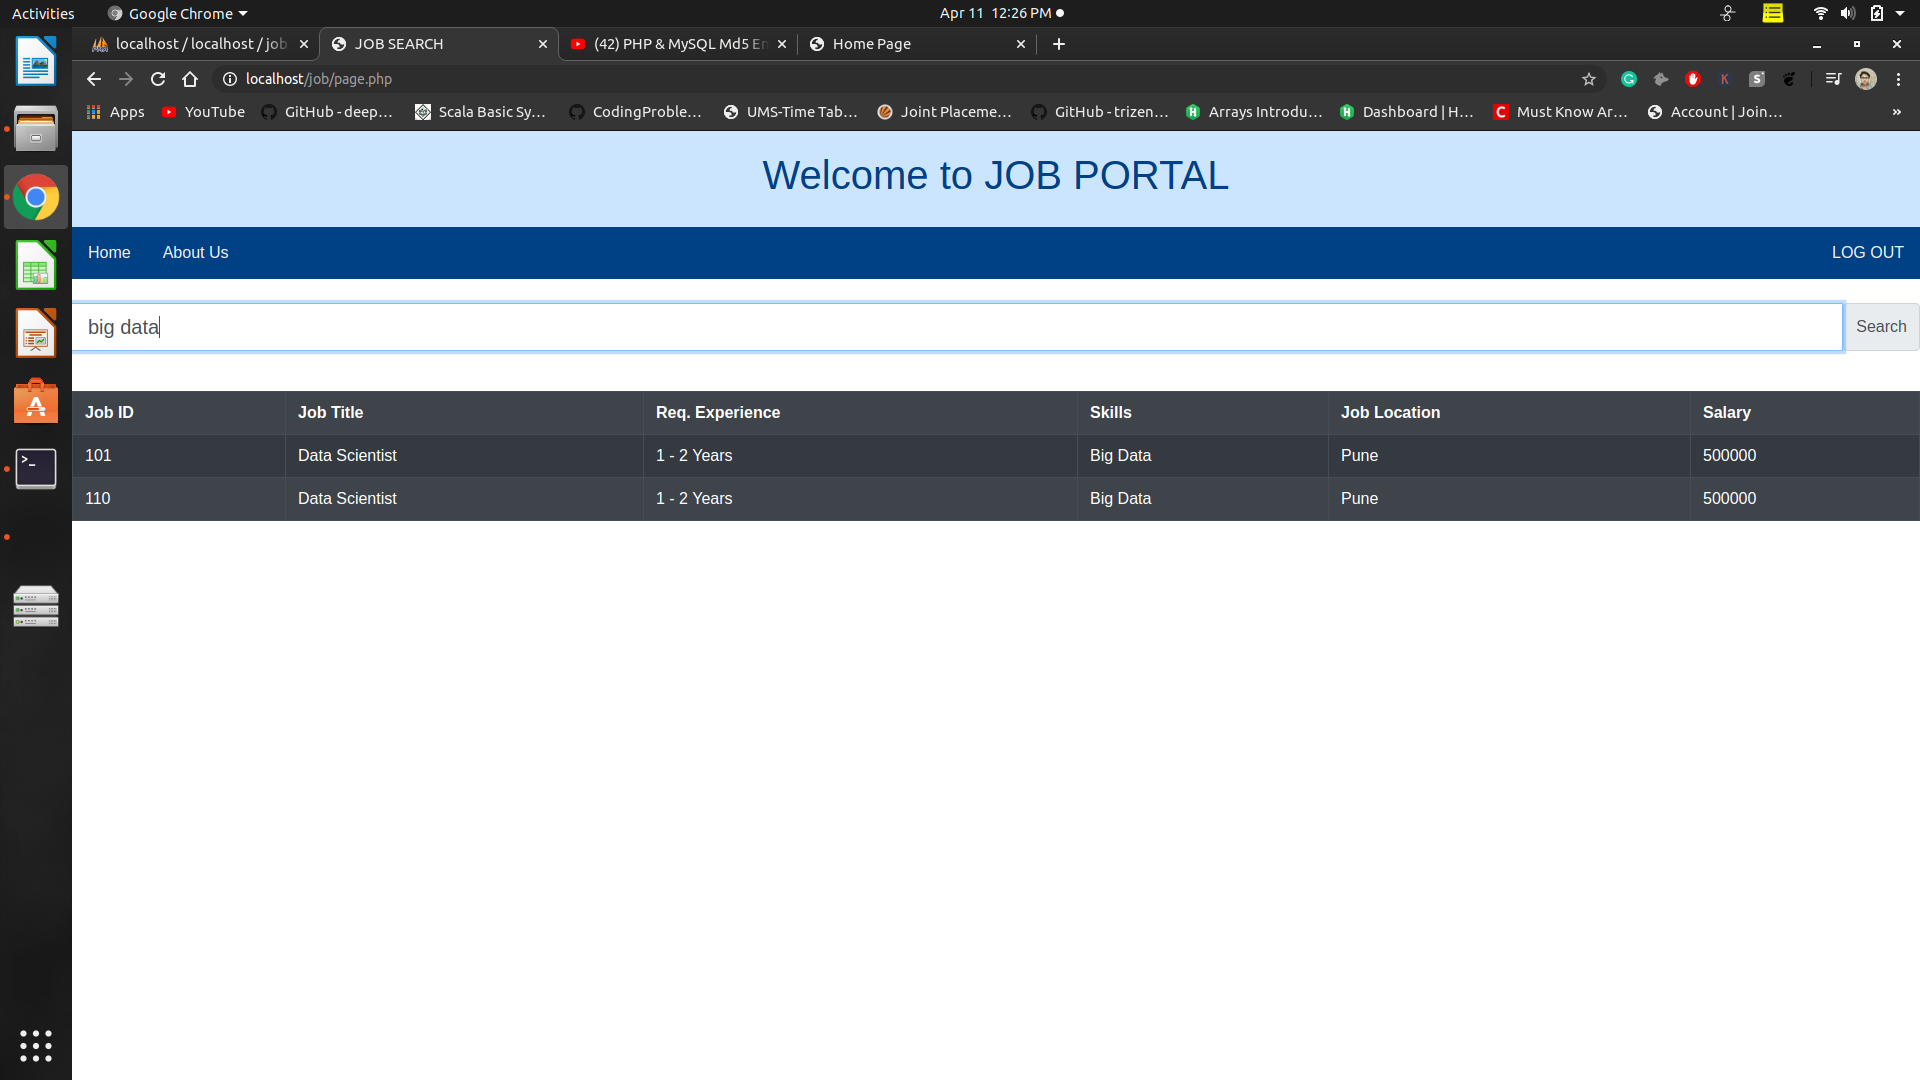 Activities Google Chrome Apr 11 12:26 PM
localhost / localhost / job JOB SEARCH (42) PHP & MySQL Md5 En Home Page
localhost/job/page.php
Apps YouTube GitHub - deep... Scala Basic Sy... CodingProble... UMS-Time Tab... Joint Placeme... GitHub - trizen... Arrays Introdu... Dashboard | H... Must Know Ar... Account | Join... »
Welcome to JOB PORTAL
Home About Us LOG OUT
big data Search
Job ID Job Title Req. Experience Skills Job Location Salary
101 Data Scientist 1 - 2 Years Big Data Pune 500000
110 Data Scientist 1 - 2 Years Big Data Pune 500000